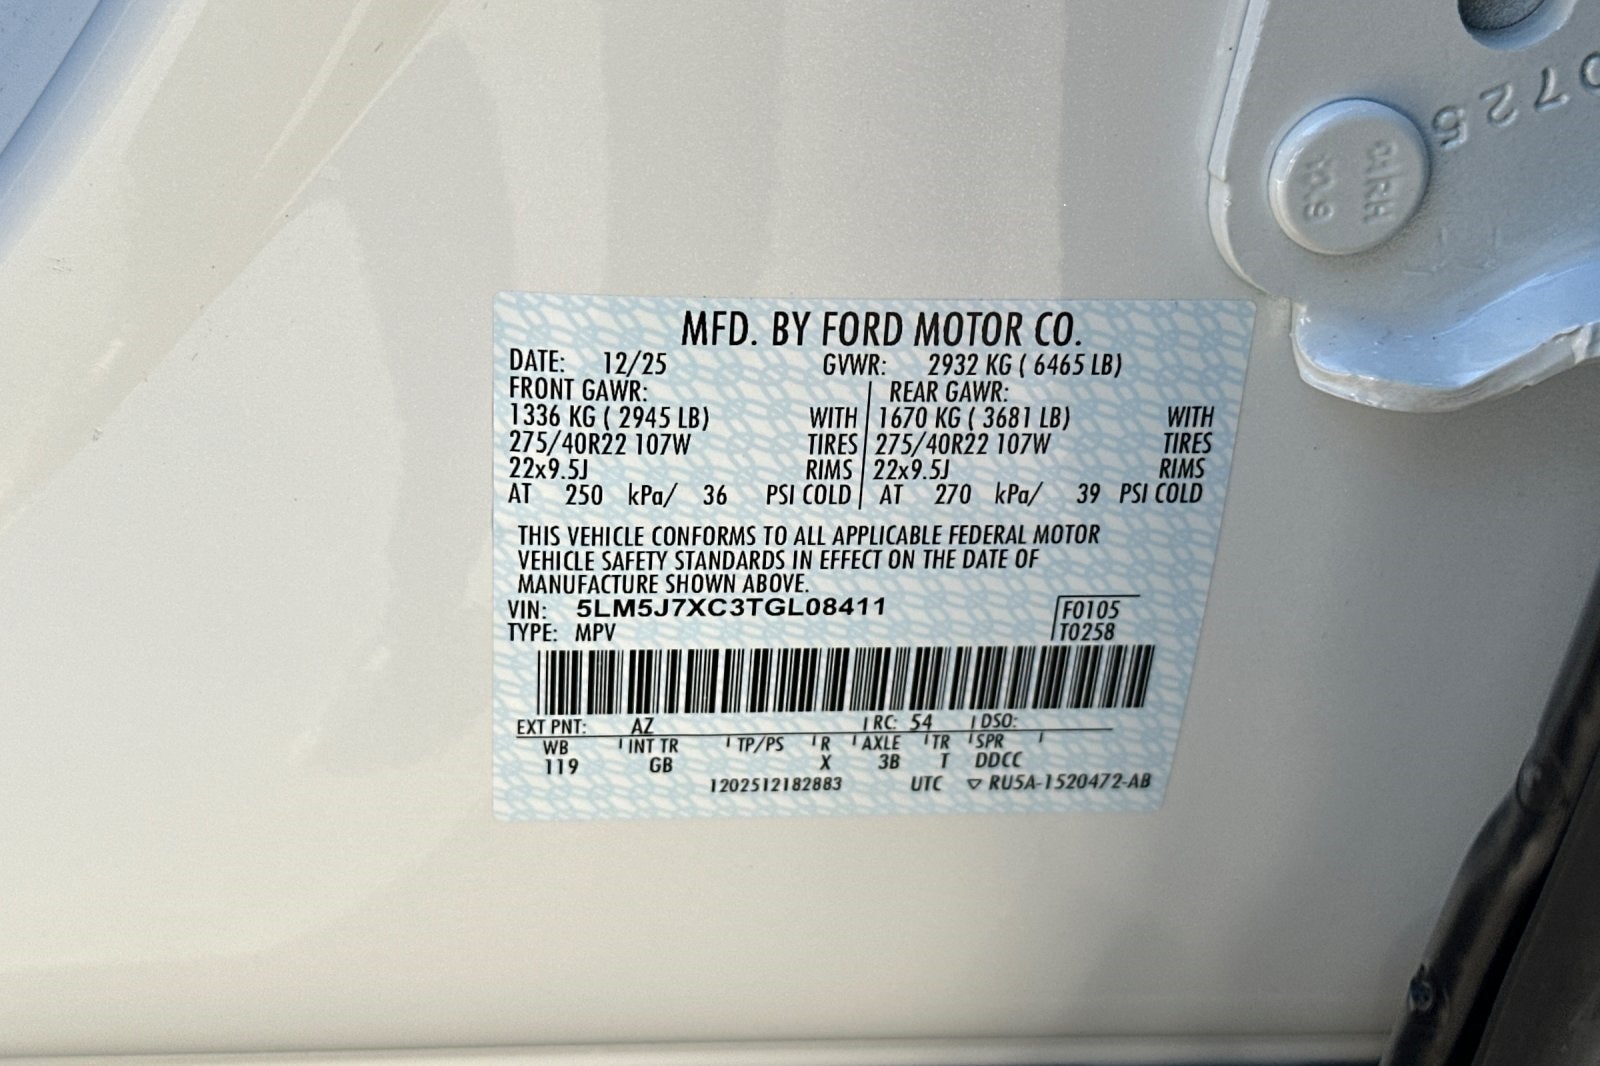 0725
CHRH
10.9
MFD. BY FORD MOTOR CO.
DATE: 12/25 GVWR: 2932 KG ( 6465 LB)
FRONT GAWR: REAR GAWR:
1336 KG ( 2945 LB) WITH 1670 KG ( 3681 LB) WITH
275/40R22 107W TIRES 275/40R22 107W TIRES
22x9.5J RIMS 22x9.5J RIMS
AT 250 kPa/ 36 PSI COLD AT 270 kPa/ 39 PSI COLD
THIS VEHICLE CONFORMS TO ALL APPLICABLE FEDERAL MOTOR
VEHICLE SAFETY STANDARDS IN EFFECT ON THE DATE OF
MANUFACTURE SHOWN ABOVE.
VIN: 5LM5J7XC3TGL08411 F0105
TYPE: MPV T0258
EXT PNT: AZ RC: 54 DSO:
WB INT TR TP/PS R AXLE TR SPR
119 GB X 3B T DDCC
1202512182883 UTC ▽ RU5A-1520472-AB